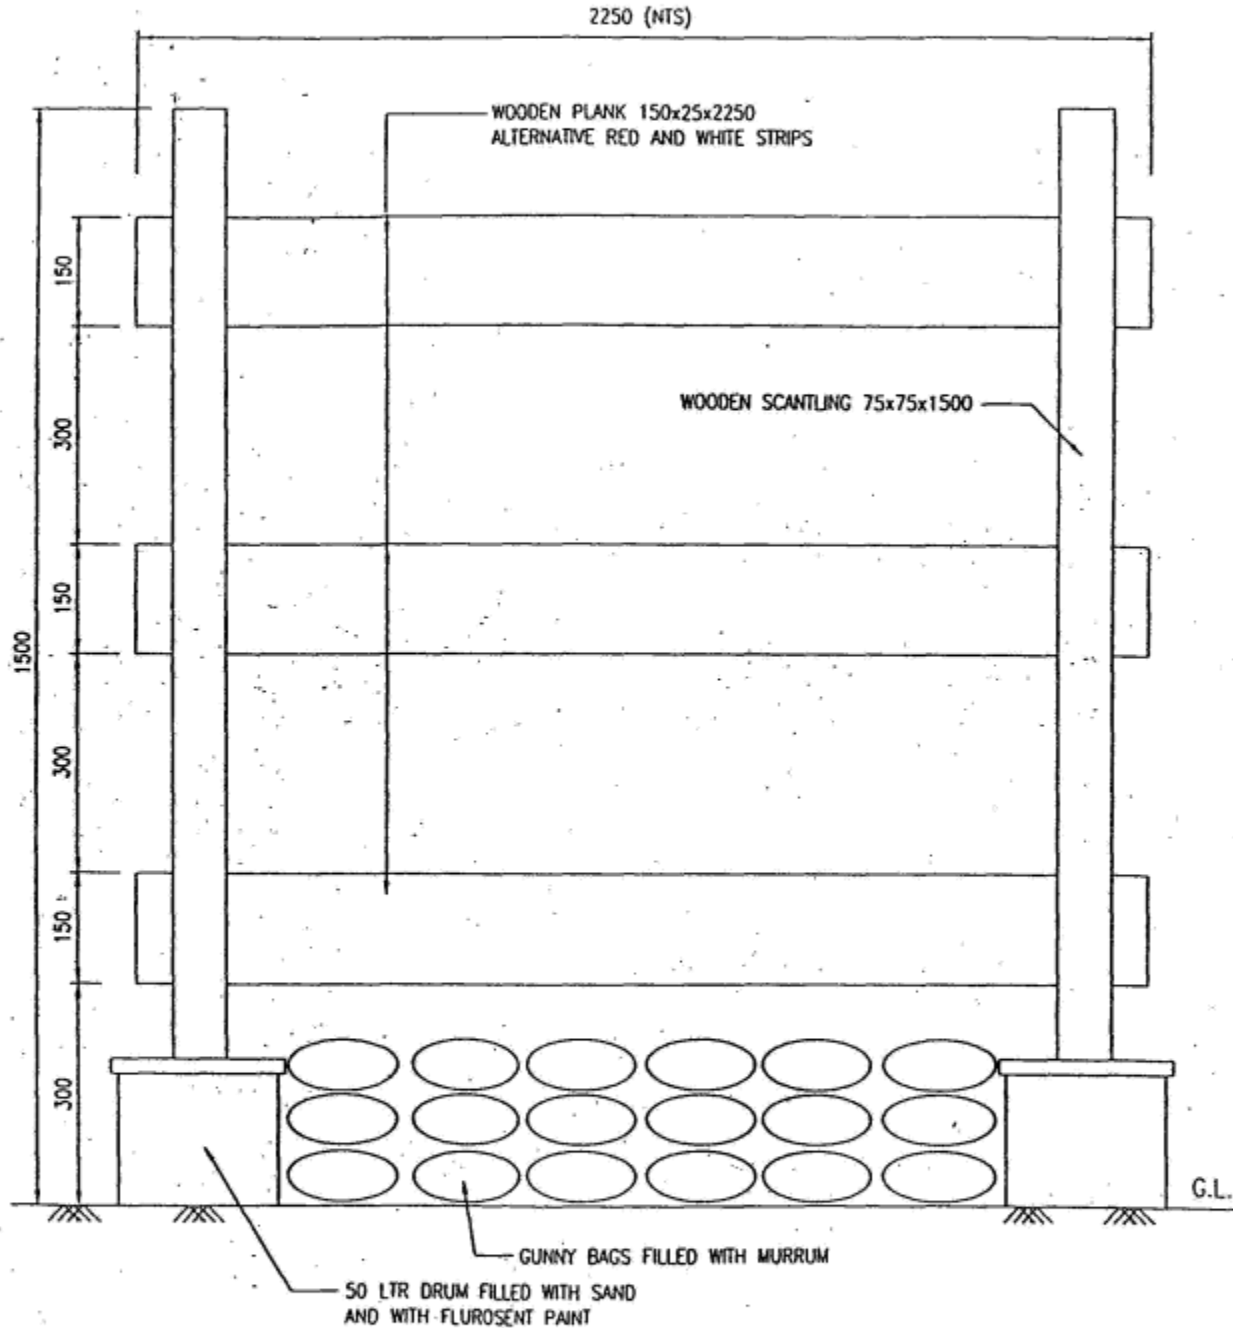 2250 (NTS)
WOODEN PLANK 150x25x2250
ALTERNATIVE RED AND WHITE STRIPS
150
300
WOODEN SCANTLING 75x75x1500
150
1500
300
150
300
G.L.
GUNNY BAGS FILLED WITH MURRUM
50 LTR DRUM FILLED WITH SAND
AND WITH FLUROSENT PAINT